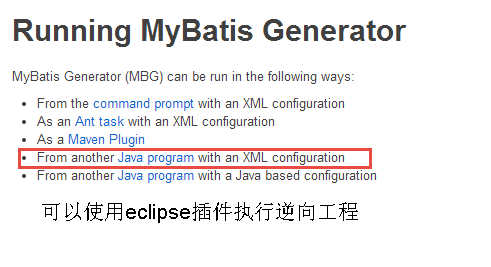 Running MyBatis Generator
MyBatis Generator (MBG) can be run in the following ways:
From the command prompt with an XML configuration
As an Ant task with an XML configuration
As a Maven Plugin
From another Java program with an XML configuration
From another Java program with a Java based configuration
可以使用eclipse插件执行逆向工程